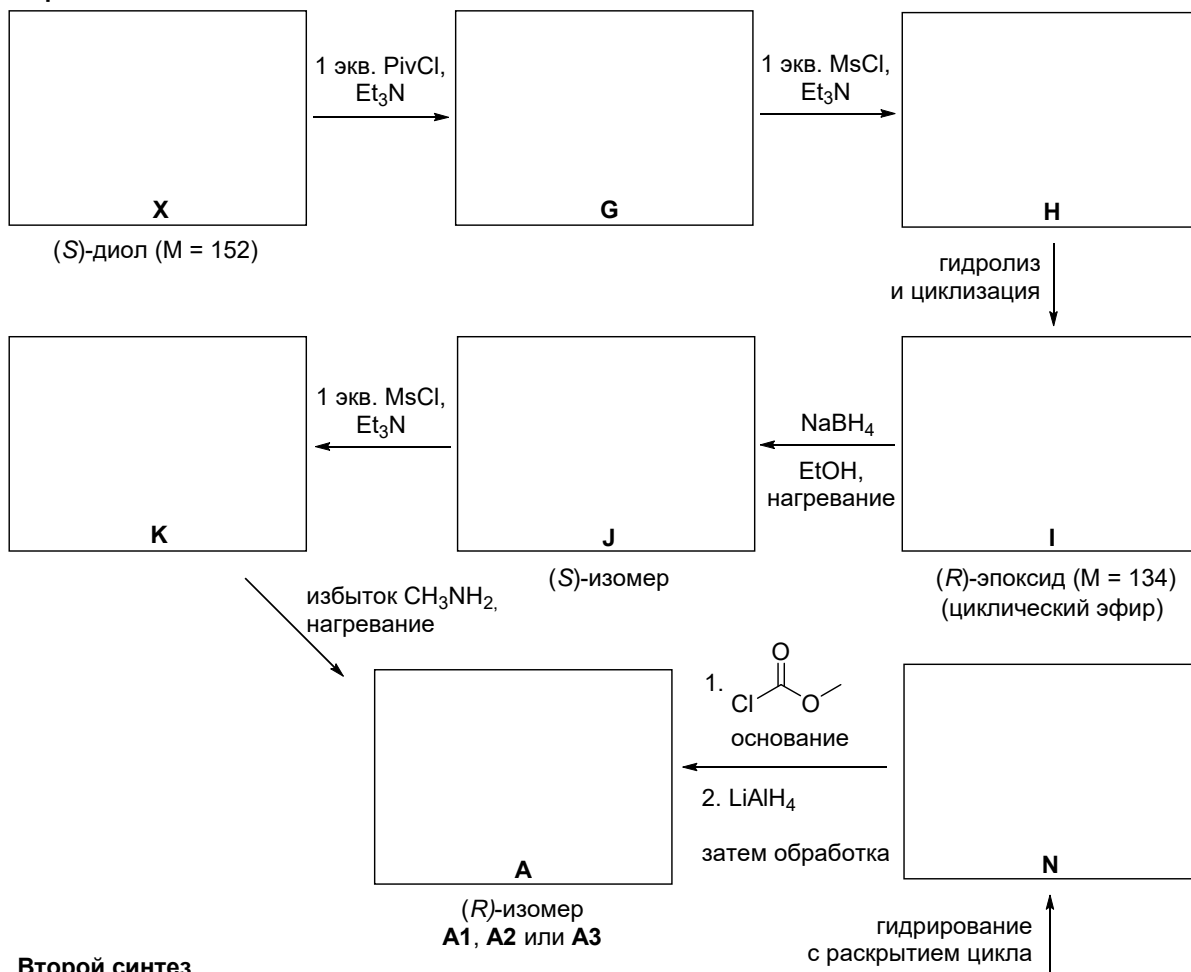 1 экв. PivCl,
Et₃N
1 экв. MsCl,
Et₃N
X
G
H
(S)-диол (M = 152)
гидролиз
и циклизация
1 экв. MsCl,
Et₃N
NaBH₄
EtOH,
нагревание
K
J
I
(S)-изомер
(R)-эпоксид (M = 134)
(циклический эфир)
избыток CH₃NH₂,
нагревание
1.
O
Cl
O
основание
2. LiAlH₄
затем обработка
A
N
(R)-изомер
A1, A2 или A3
гидрирование
с раскрытием цикла
Второй синтез